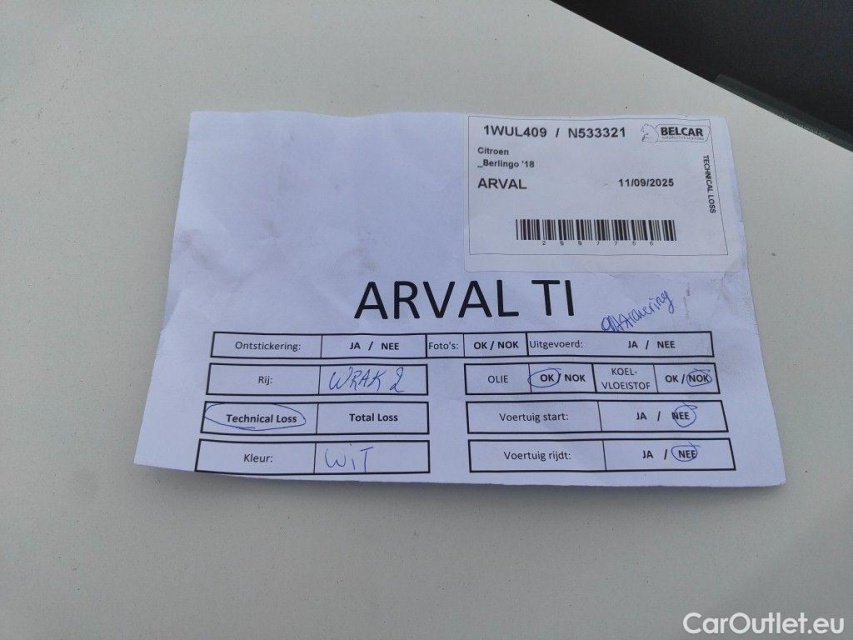 1WUL409 / N533321 BELCAR
Citroen
_Berlingo '18
ARVAL 11/09/2025
TECHNICAL LOSS
ARVAL TI
Ontstickering: JA / NEE Foto's: OK / NOK Uitgevoerd: JA / NEE
Rij: WRAK 2 OLIE OK / NOK KOEL-
VLOEISTOF OK / NOK
Technical Loss Total Loss Voertuig start: JA / NEE
Kleur: WIT Voertuig rijdt: JA / NEE
CarOutlet.eu